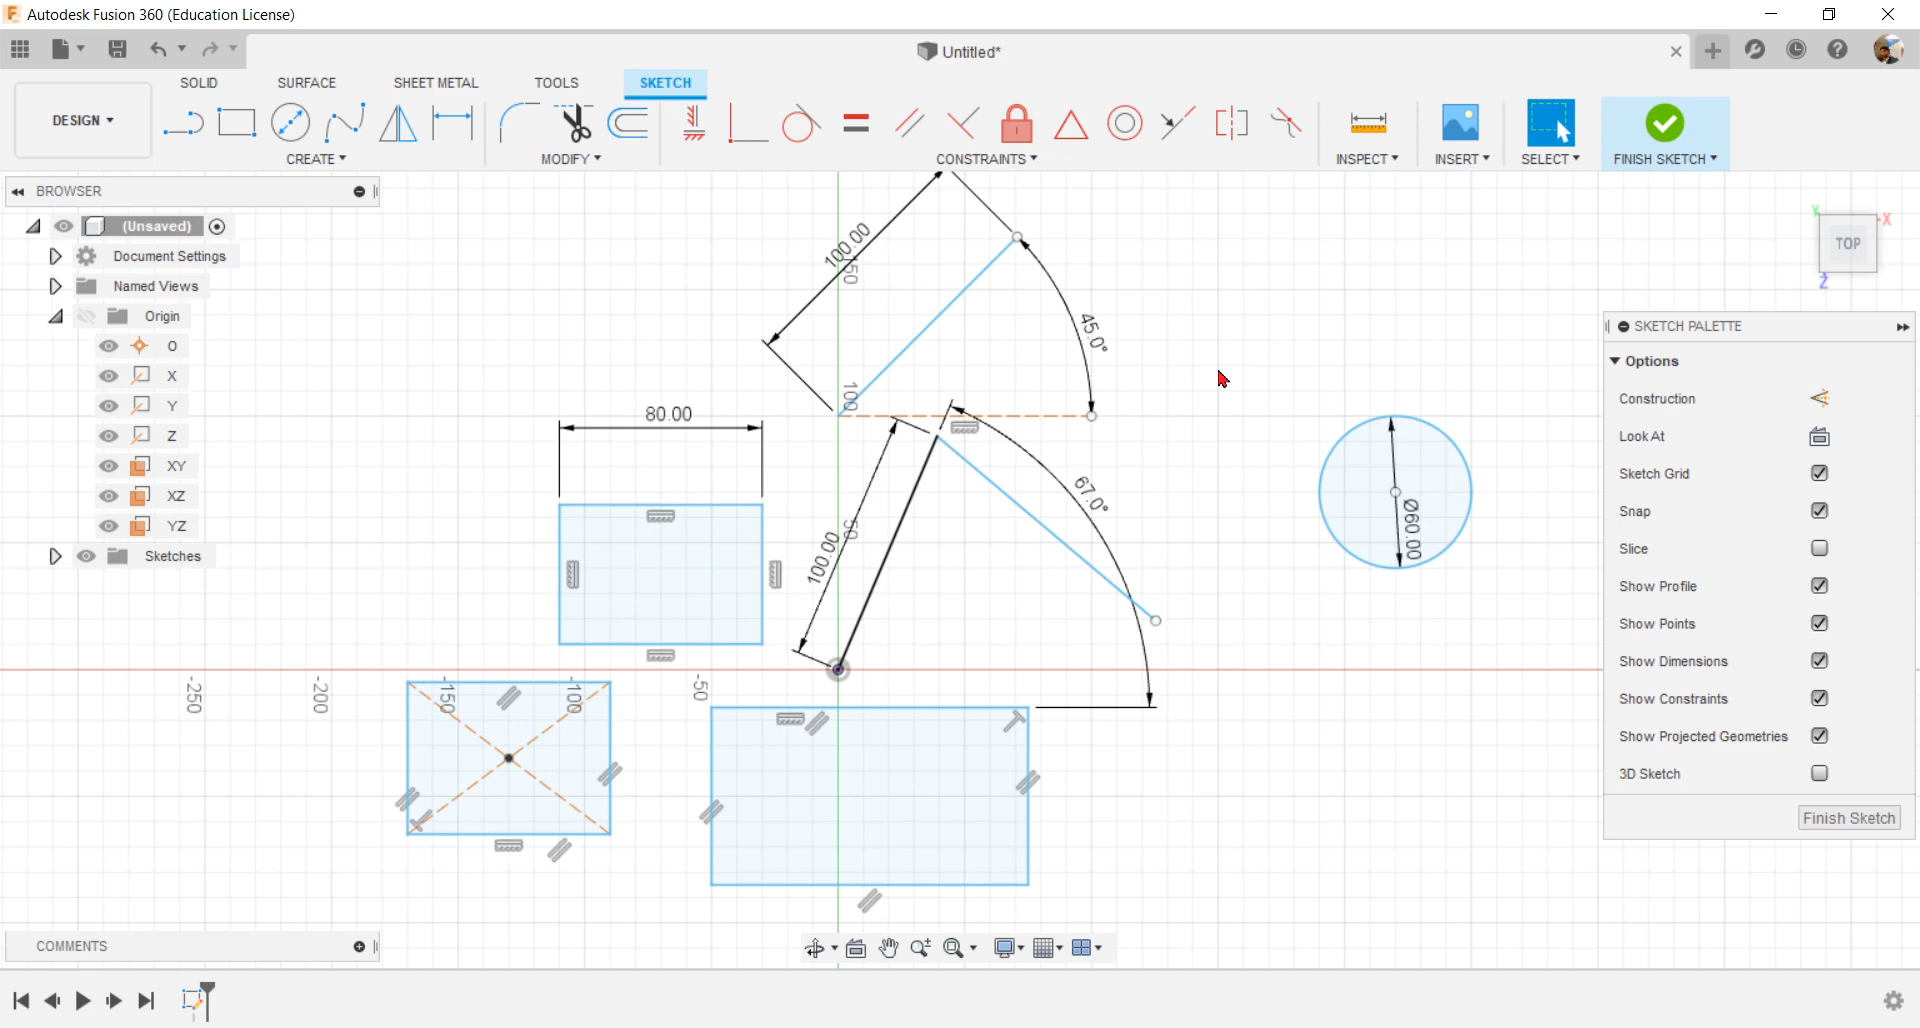 Autodesk Fusion 360 (Education License)
Untitled*
SOLID
SURFACE
SHEET METAL
TOOLS
SKETCH
DESIGN
CREATE
MODIFY
CONSTRAINTS
INSPECT
INSERT
SELECT
FINISH SKETCH
BROWSER
(Unsaved)
Document Settings
Named Views
Origin
O
X
Y
Z
XY
XZ
YZ
Sketches
100.00
150
45.0°
100
80.00
67.0°
100.00
50
Ø60.00
-250
-200
-150
-100
-50
Y
X
TOP
Z
SKETCH PALETTE
Options
Construction
Look At
Sketch Grid
Snap
Slice
Show Profile
Show Points
Show Dimensions
Show Constraints
Show Projected Geometries
3D Sketch
Finish Sketch
COMMENTS